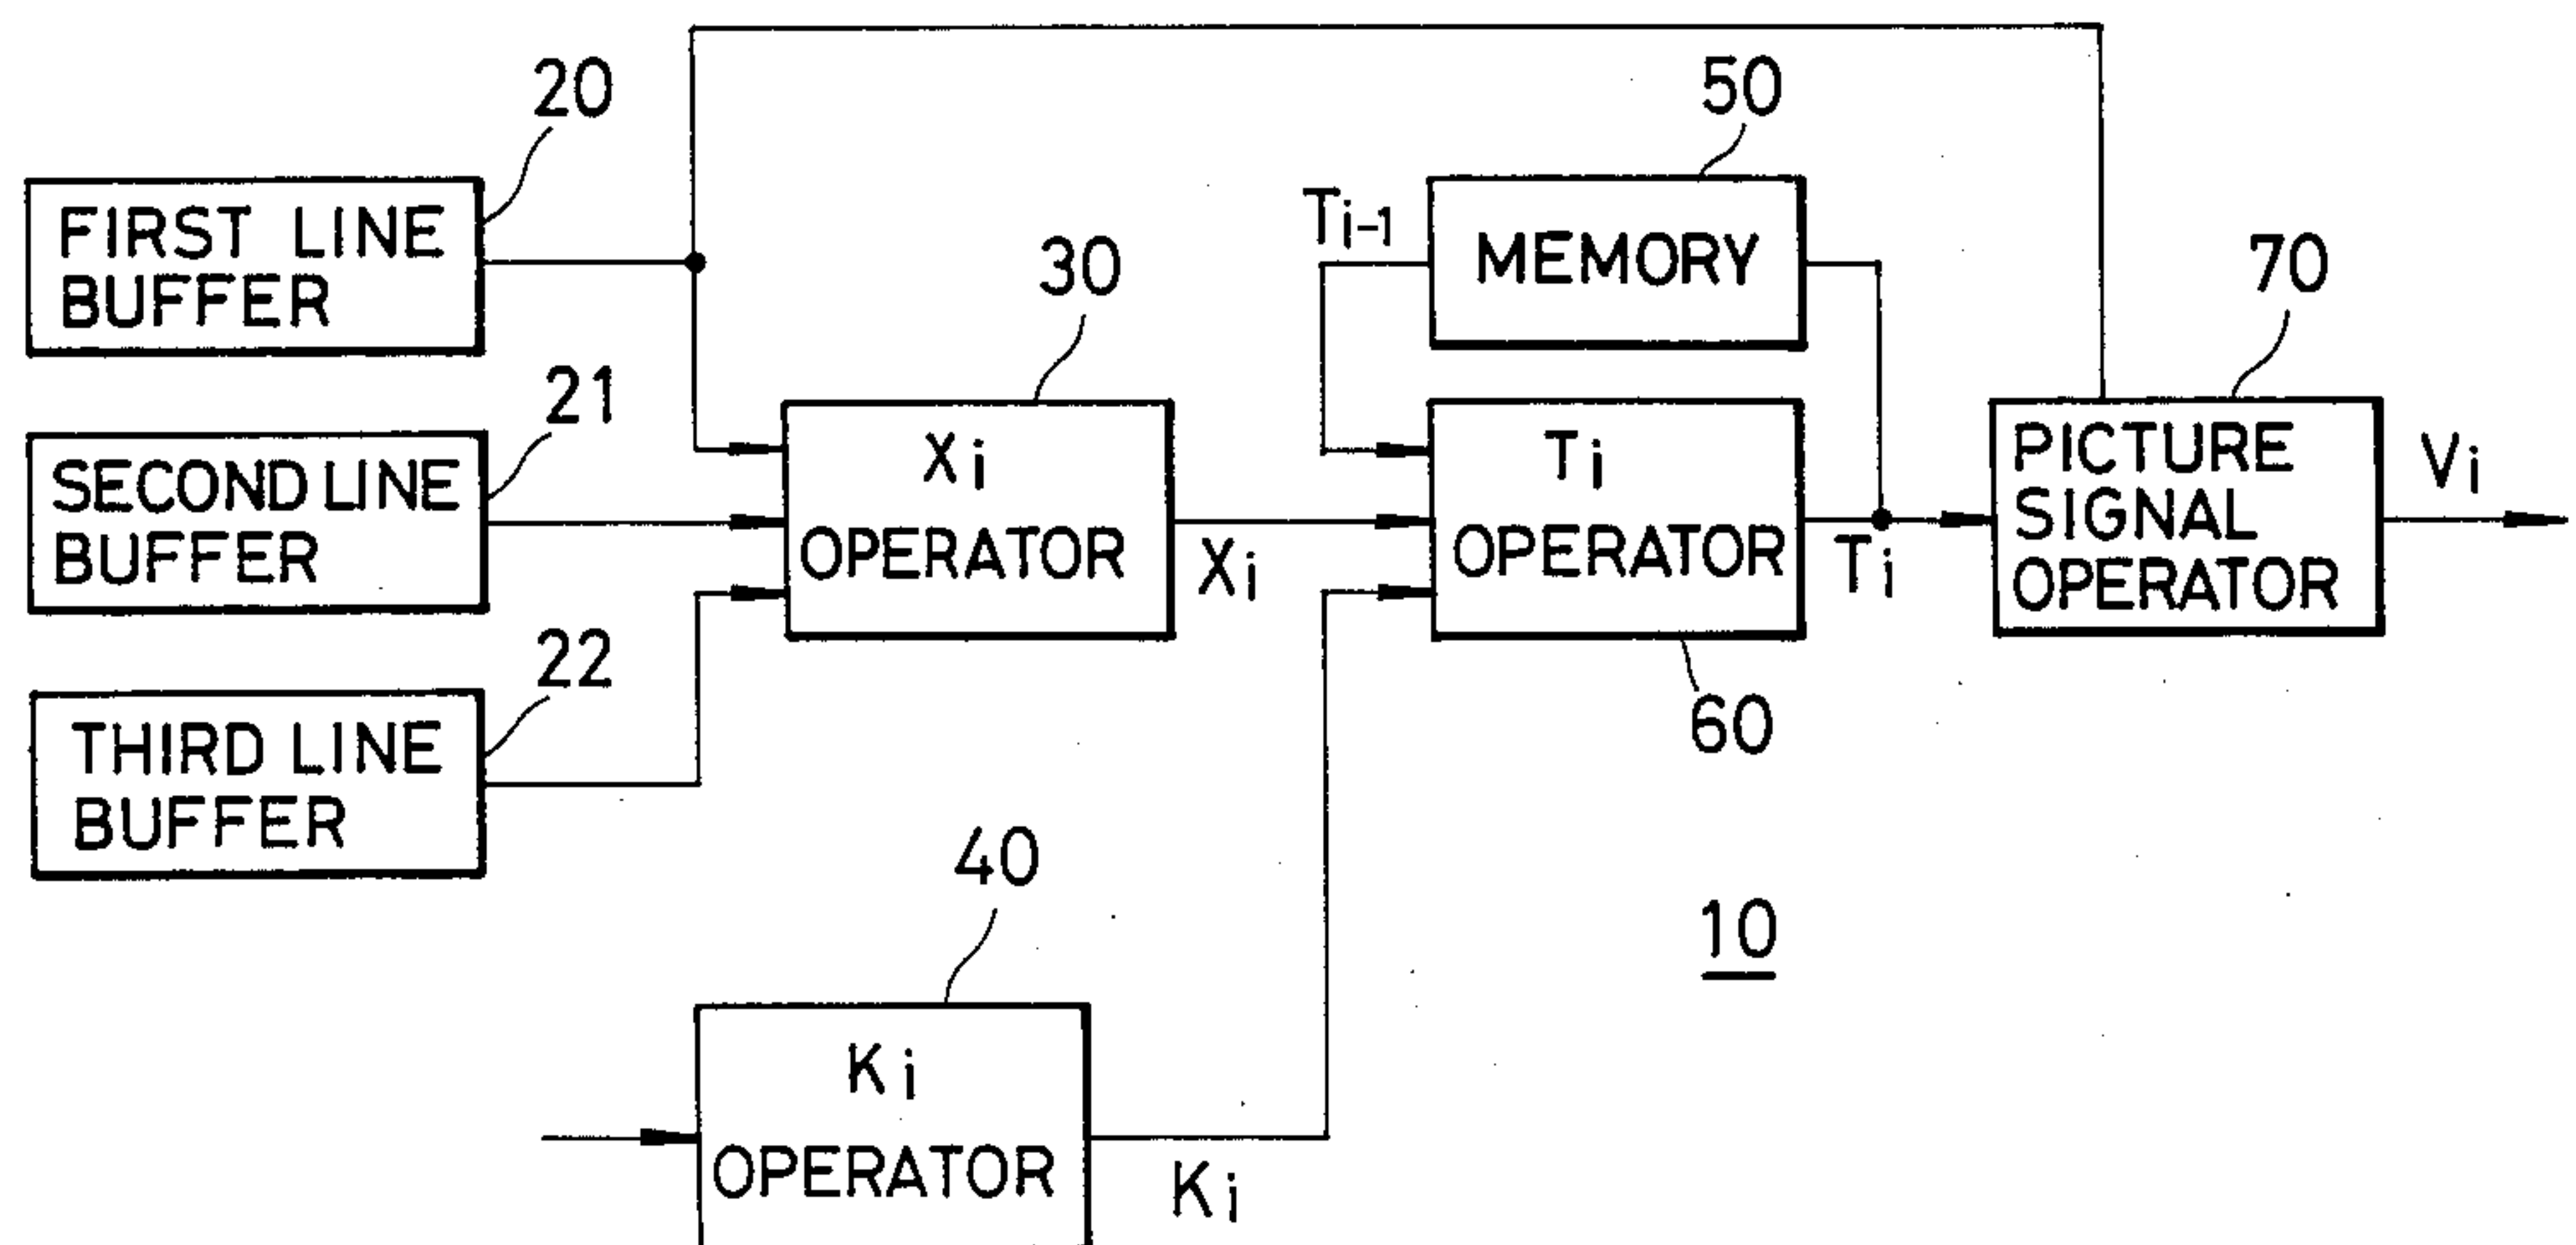 20
FIRST LINE
BUFFER
21
SECOND LINE
BUFFER
22
THIRD LINE
BUFFER
30
Xi
OPERATOR
Xi
40
Ki
OPERATOR
Ki
50
Ti-1
MEMORY
Ti
OPERATOR
60
Ti
70
PICTURE
SIGNAL
OPERATOR
Vi
10